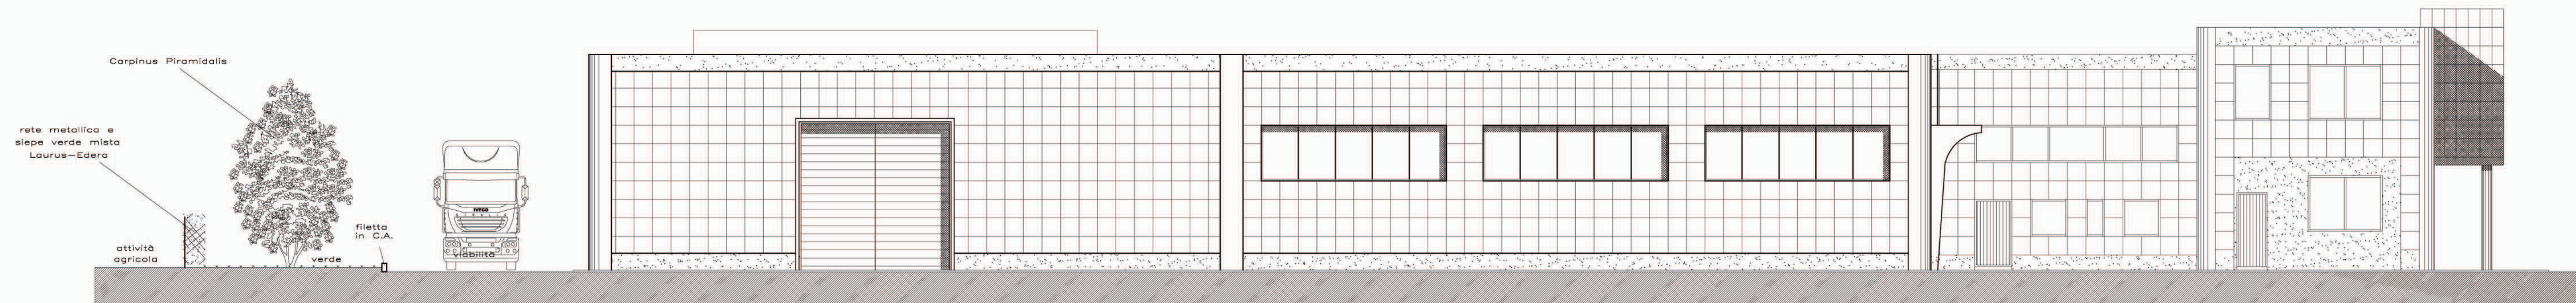 Carpinus Piramidalis
rete metallica e
siepe verde mista
Laurus-Edera
attività
agricola
verde
filetta
in C.A.
IVECO
viabilità